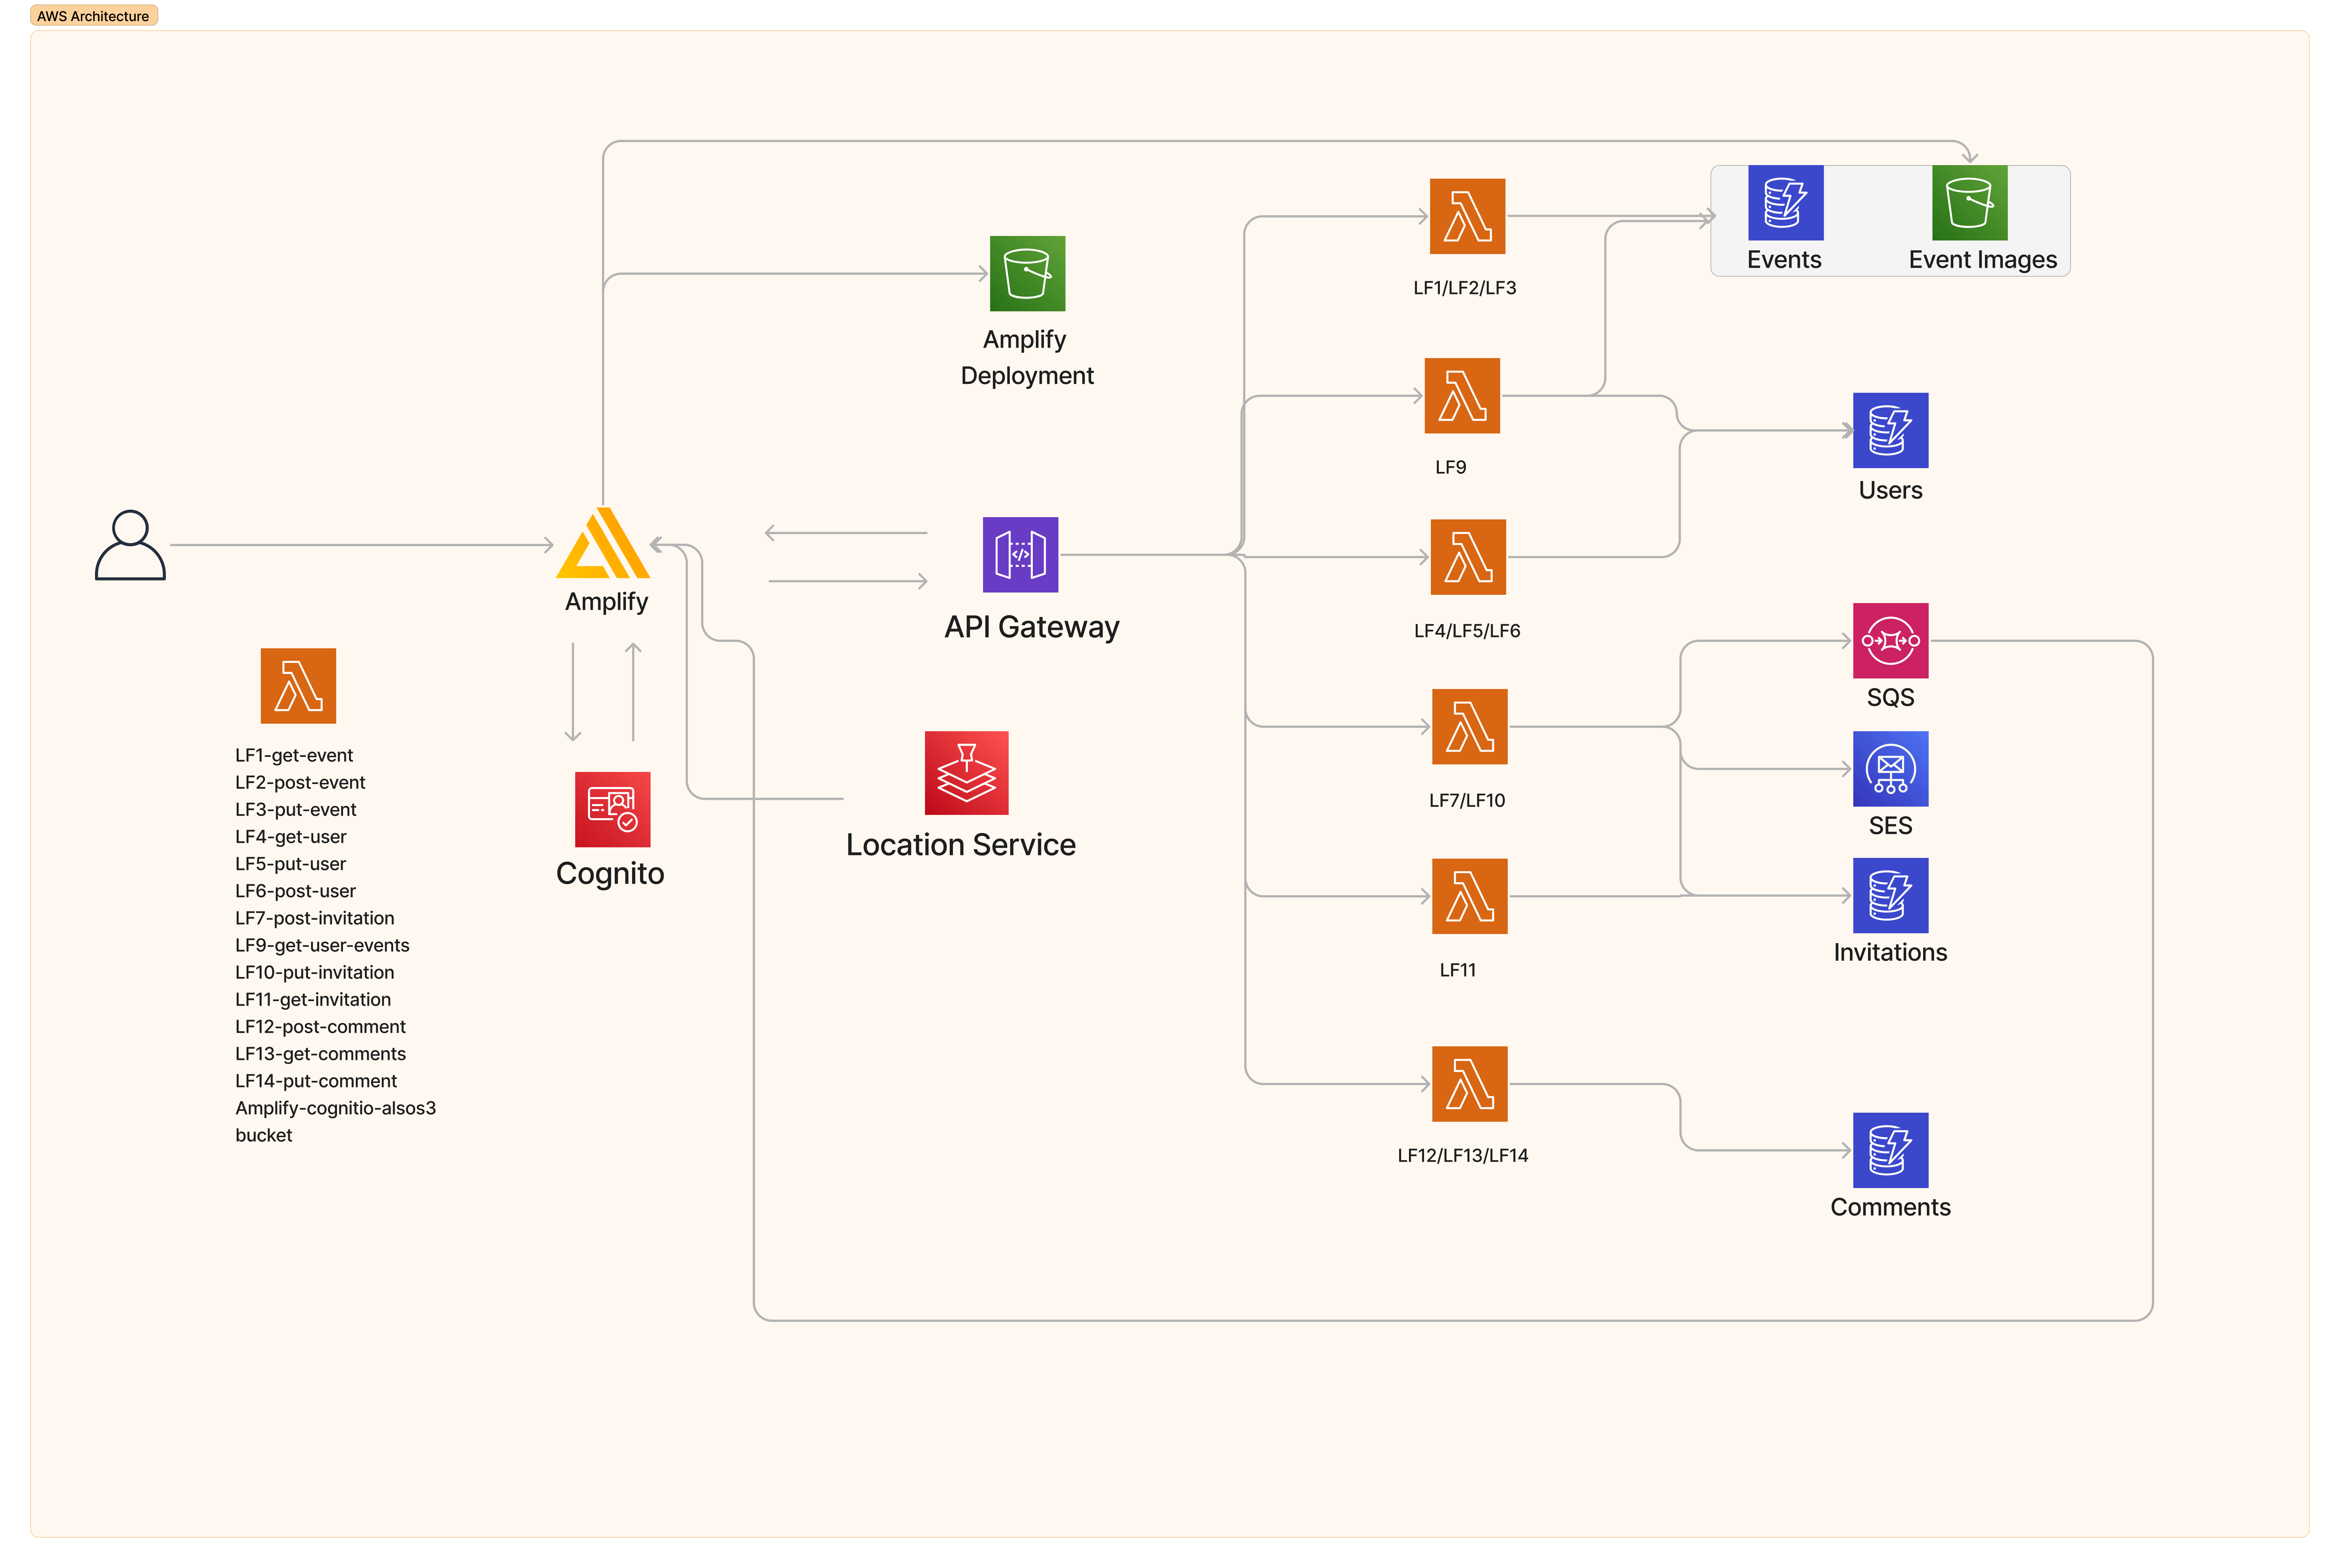 AWS Architecture
Events
Event Images
LF1/LF2/LF3
Amplify
Deployment
LF9
Users
Amplify
API Gateway
LF4/LF5/LF6
SQS
LF1-get-event
LF2-post-event
LF3-put-event
LF4-get-user
LF5-put-user
LF6-post-user
LF7-post-invitation
LF9-get-user-events
LF10-put-invitation
LF11-get-invitation
LF12-post-comment
LF13-get-comments
LF14-put-comment
Amplify-cognitio-alsos3
bucket
Cognito
Location Service
LF7/LF10
SES
LF11
Invitations
LF12/LF13/LF14
Comments